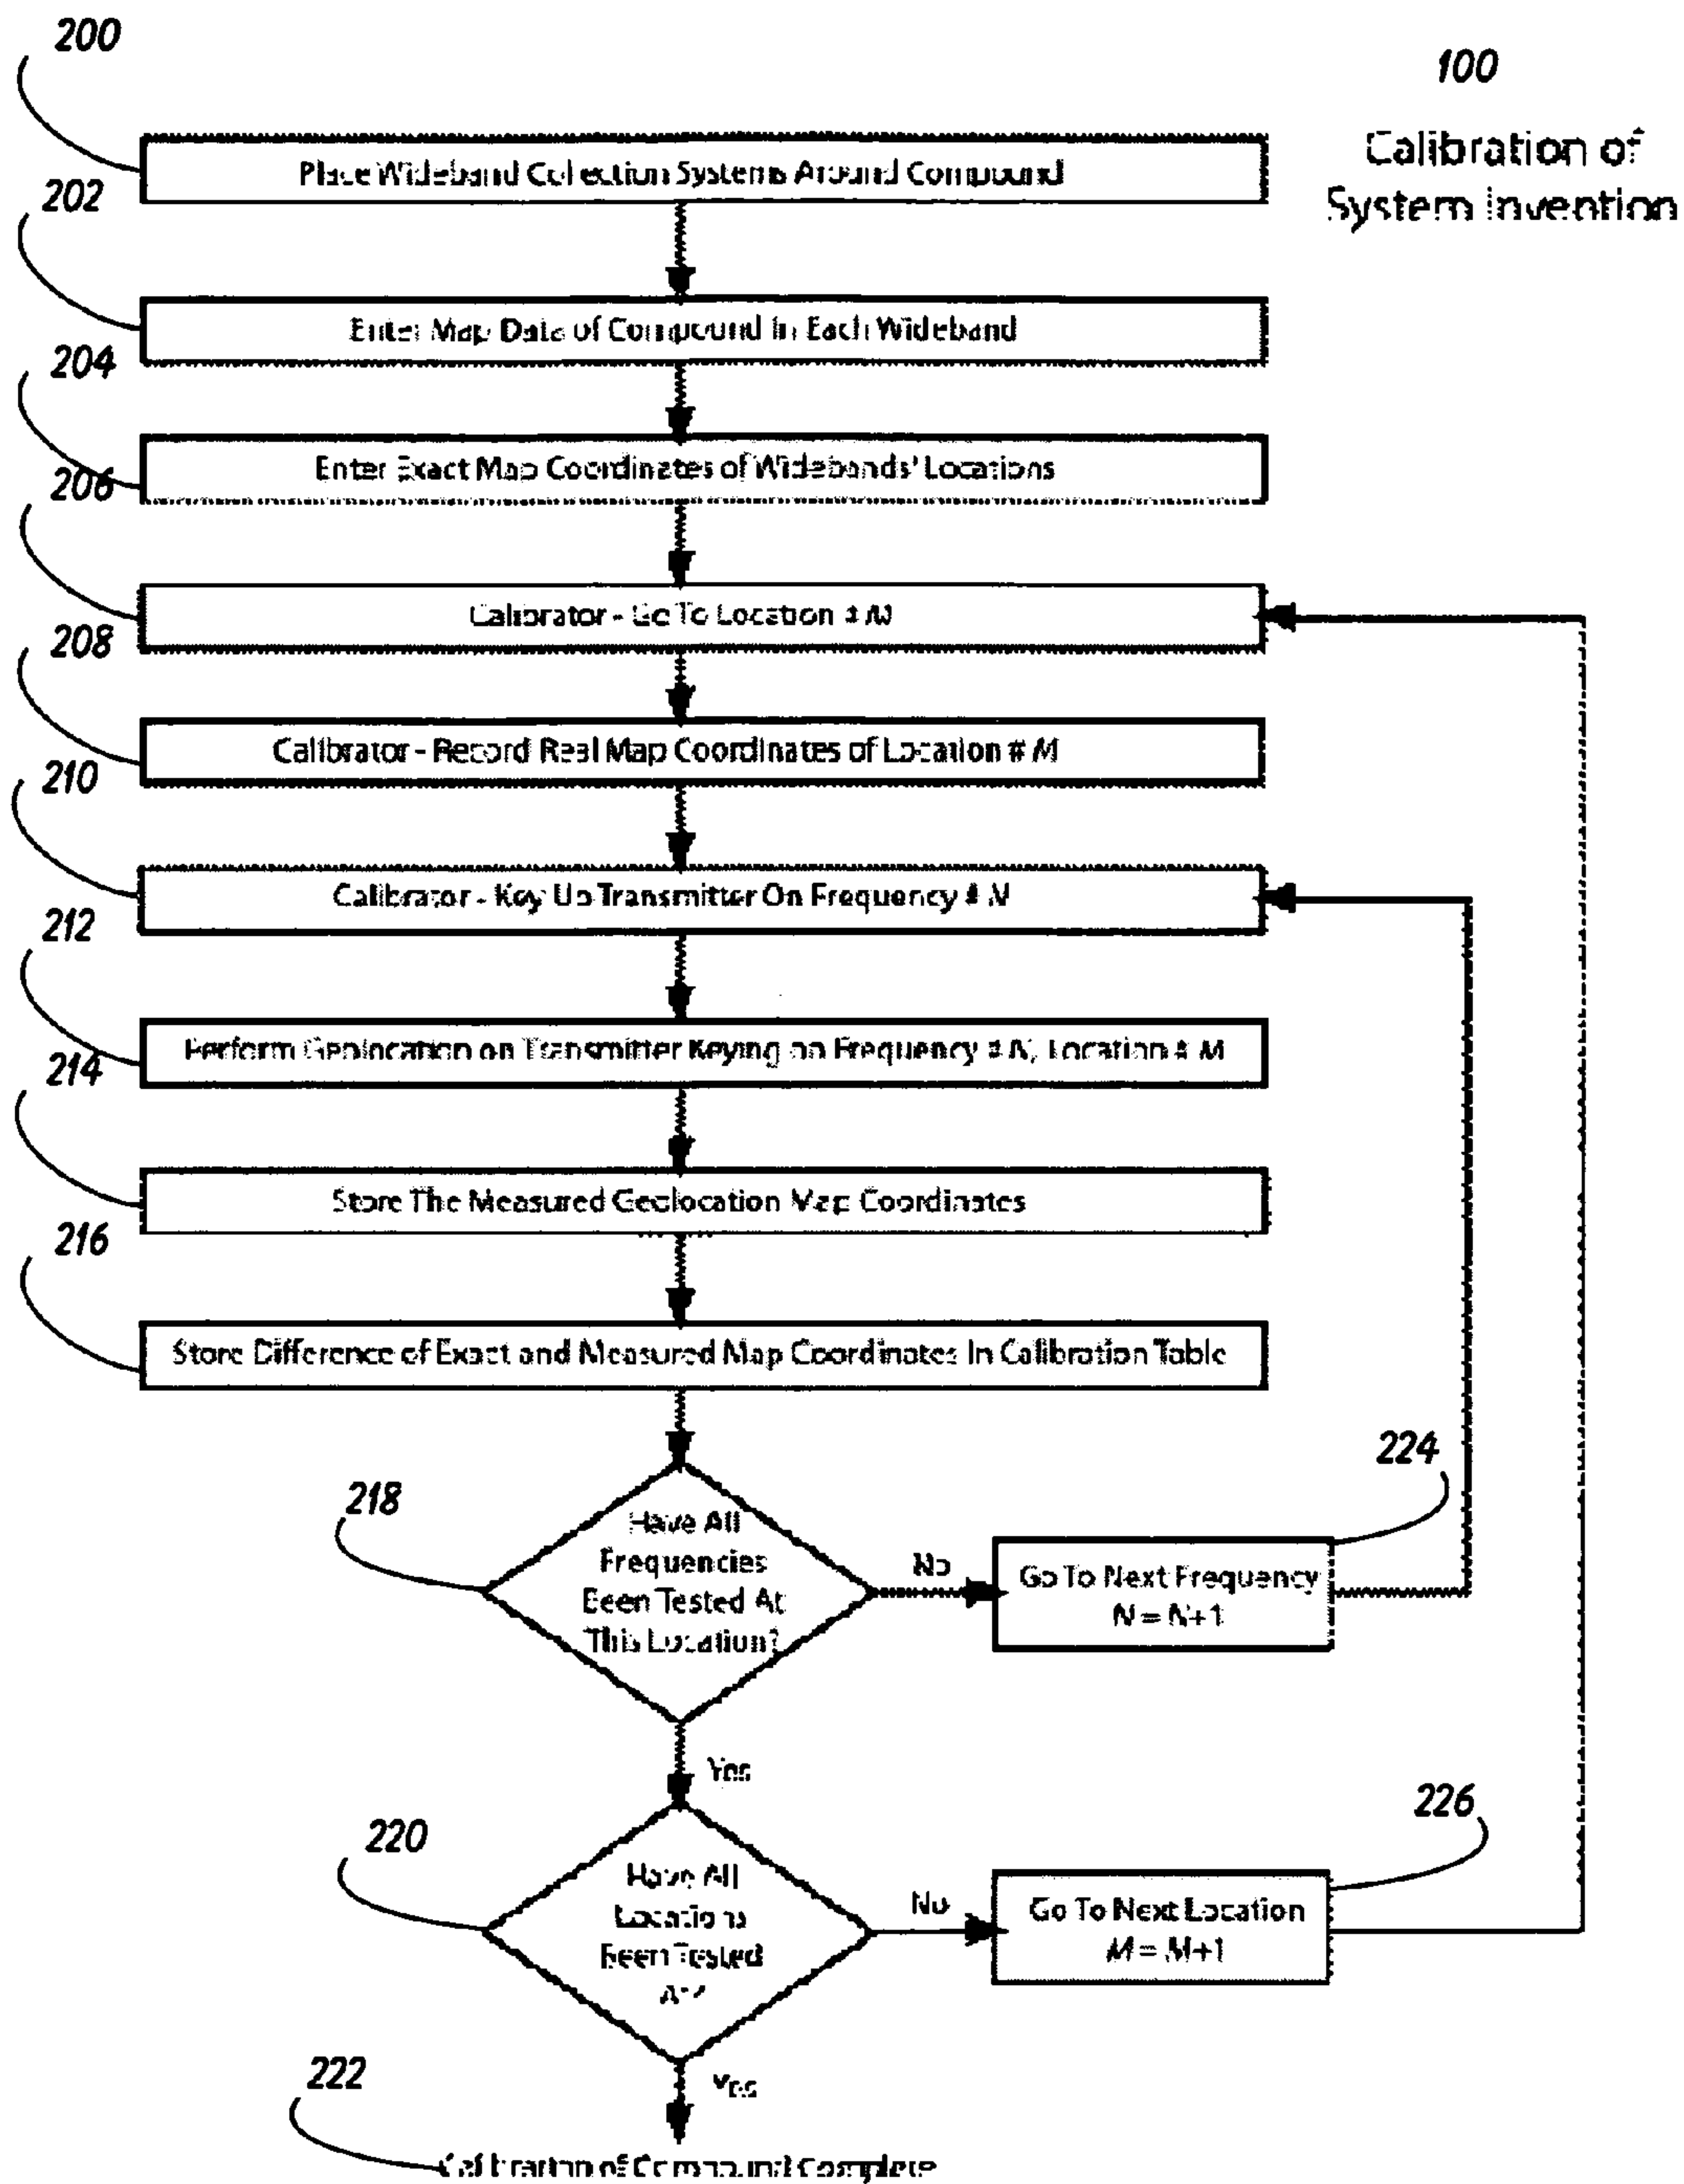 200
100
Calibration of
System Invention
Place Wideband Collection Systems Around Compound
202
Enter Map Data of Compound In Each Wideband
204
Enter Exact Map Coordinates of Widebands' Locations
206
Calibrator - Go To Location # M
208
Calibrator - Record Real Map Coordinates of Location # M
210
Calibrator - Key Up Transmitter On Frequency # N
212
Perform Geolocation on Transmitter Keying on Frequency # N, Location # M
214
Store The Measured Geolocation Map Coordinates
216
Store Difference of Exact and Measured Map Coordinates In Calibration Table
218
Have All
Frequencies
Been Tested At
This Location?
No
224
Go To Next Frequency
N = N+1
Yes
220
Have All
Locations
Been Tested
At?
No
226
Go To Next Location
M = M+1
Yes
222
Calibration of Compound Complete